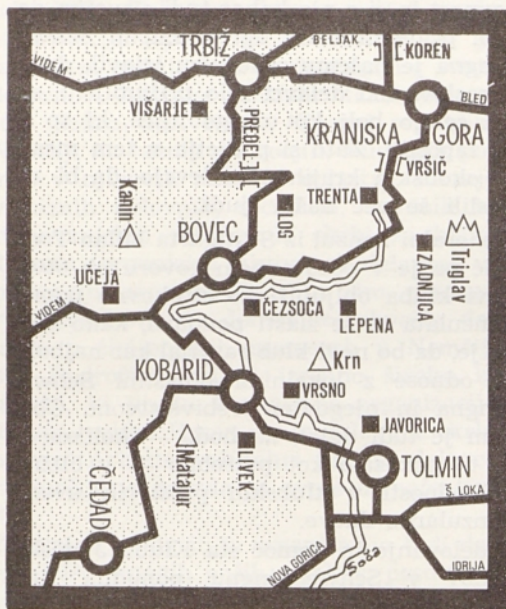 TRBIŽ
BELJAK
KOREN
VIDEM
BLED
VIŠARJE
PREDEL
KRANJSKA
GORA
VRŠIČ
TRENTA
Kanin
LOG
BOVEC
ZADNJICA
Triglav
UČEJA
ČEZSOČA
LEPENA
VIDEM
Krn
KOBARID
VRSNO
JAVORICA
Matajur
LIVEK
TOLMIN
ČEDAD
Š. LOKA
NOVA GORICA
Soča
IDRIJA